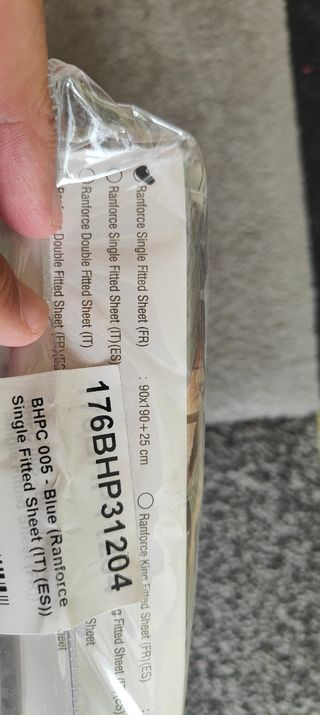 Ranforce Single Fitted Sheet (FR) : 90x190+25 cm
Ranforce Single Fitted Sheet (IT)(ES)
Ranforce Double Fitted Sheet (IT)
Double Fitted Sheet (FR)(ES
Ranforce King Fitted Sheet (FR)(ES) :
g Fitted Sheet
Sheet
176BHP31204
BHPC 005 - Blue (Ranforce
Single Fitted Sheet (IT) (ES))